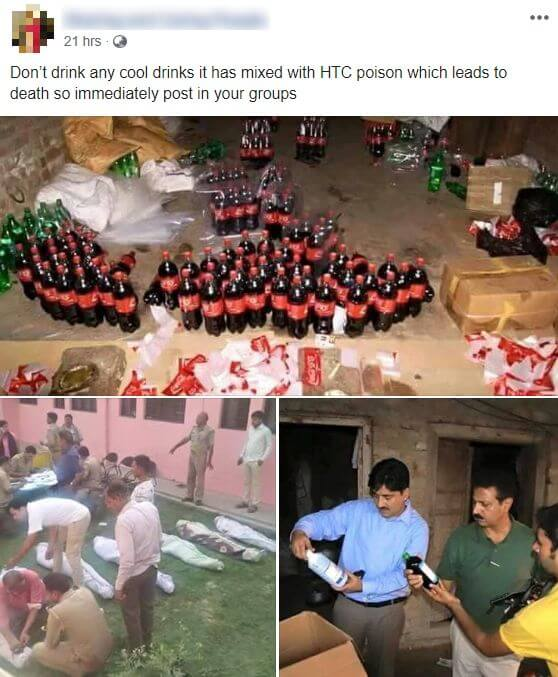 21 hrs ·
Don't drink any cool drinks it has mixed with HTC poison which leads to
death so immediately post in your groups